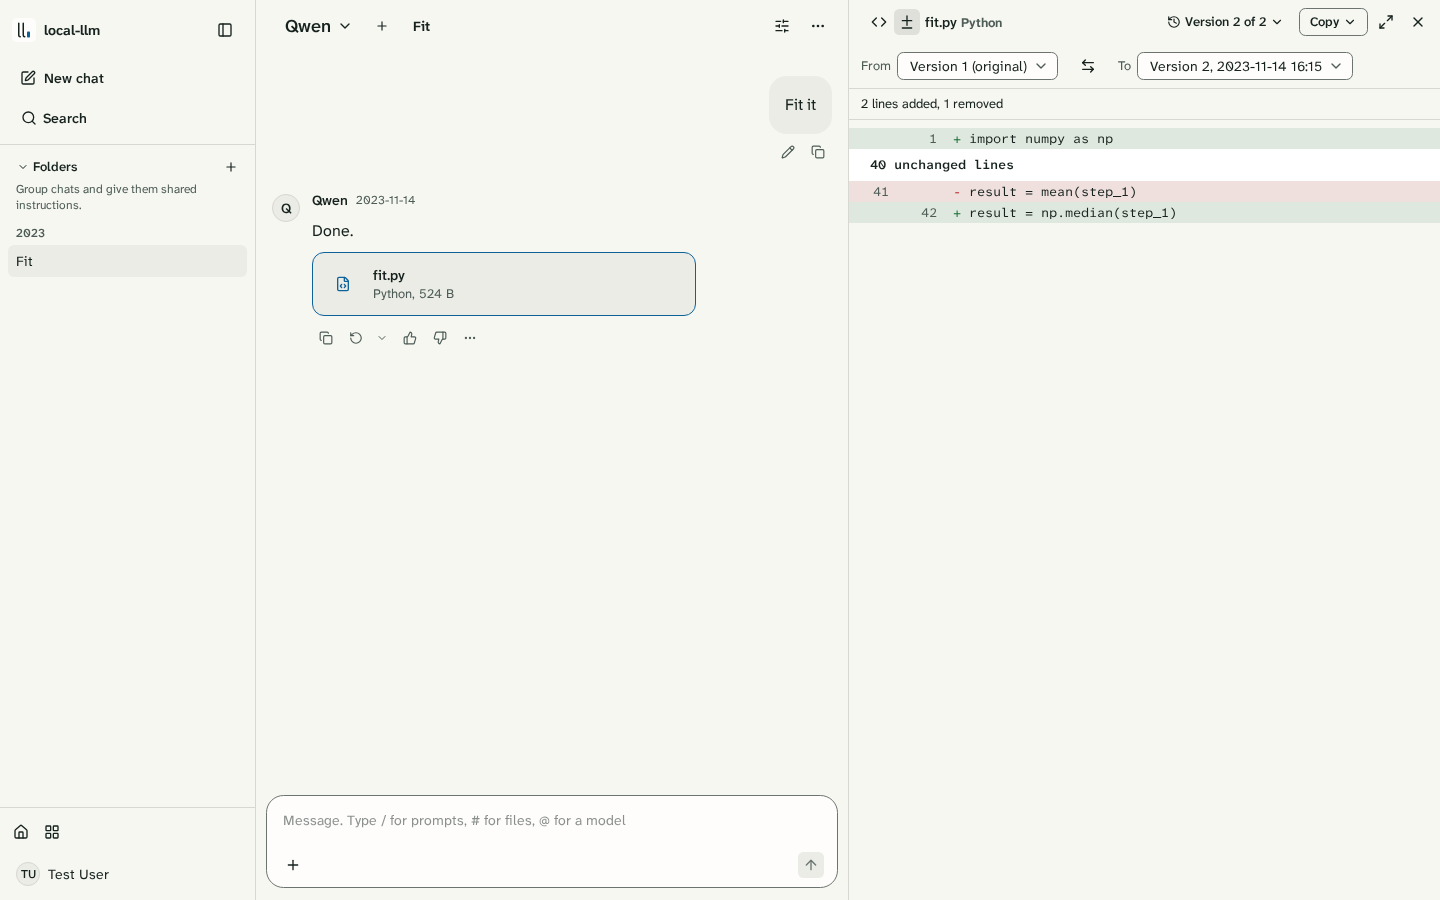 local-llm
New chat
Search
Folders
Group chats and give them shared
instructions.
2023
Fit
TU
Test User
Qwen
Fit
Fit it
Q
Qwen 2023-11-14
Done.
fit.py
Python, 524 B
Message. Type / for prompts, # for files, @ for a model
fit.py Python
Version 2 of 2
Copy
From Version 1 (original) To Version 2, 2023-11-14 16:15
2 lines added, 1 removed
1 + import numpy as np
40 unchanged lines
41 - result = mean(step_1)
42 + result = np.median(step_1)